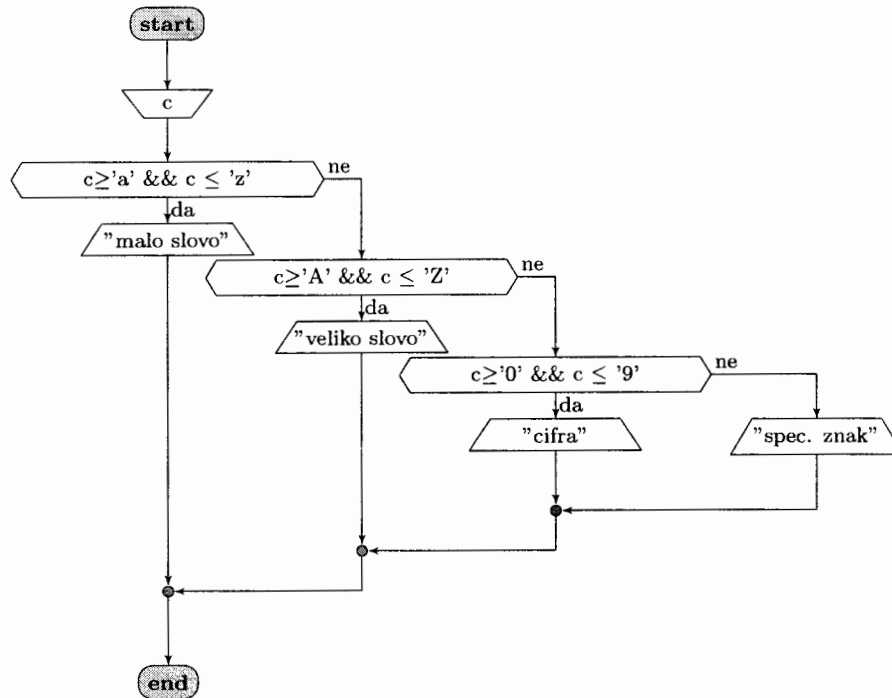 start
c
c≥'a' && c ≤ 'z'
ne
da
"malo slovo"
c≥'A' && c ≤ 'Z'
ne
da
"veliko slovo"
c≥'0' && c ≤ '9'
ne
da
"cifra"
"spec. znak"
end